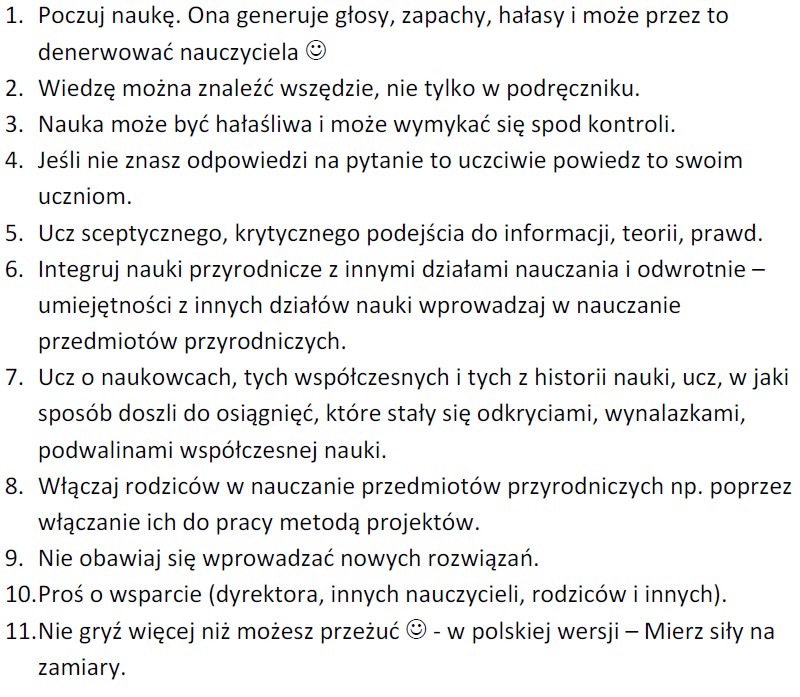 1. Poczuj naukę. Ona generuje głosy, zapachy, hałasy i może przez to
denerwować nauczyciela ☺
2. Wiedzę można znaleźć wszędzie, nie tylko w podręczniku.
3. Nauka może być hałaśliwa i może wymykać się spod kontroli.
4. Jeśli nie znasz odpowiedzi na pytanie to uczciwie powiedz to swoim
uczniom.
5. Ucz sceptycznego, krytycznego podejścia do informacji, teorii, prawd.
6. Integruj nauki przyrodnicze z innymi działami nauczania i odwrotnie –
umiejętności z innych działów nauki wprowadzaj w nauczanie
przedmiotów przyrodniczych.
7. Ucz o naukowcach, tych współczesnych i tych z historii nauki, ucz, w jaki
sposób doszli do osiągnięć, które stały się odkryciami, wynalazkami,
podwalinami współczesnej nauki.
8. Włączaj rodziców w nauczanie przedmiotów przyrodniczych np. poprzez
włączanie ich do pracy metodą projektów.
9. Nie obawiaj się wprowadzać nowych rozwiązań.
10.Proś o wsparcie (dyrektora, innych nauczycieli, rodziców i innych).
11.Nie gryź więcej niż możesz przeżuć ☺ - w polskiej wersji – Mierz siły na
zamiary.